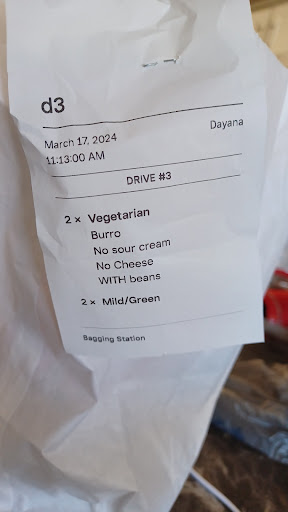 d3
March 17, 2024
Dayana
11:13:00 AM
DRIVE #3
2 × Vegetarian
Burro
No sour cream
No Cheese
WITH beans
2 × Mild/Green
Bagging Station